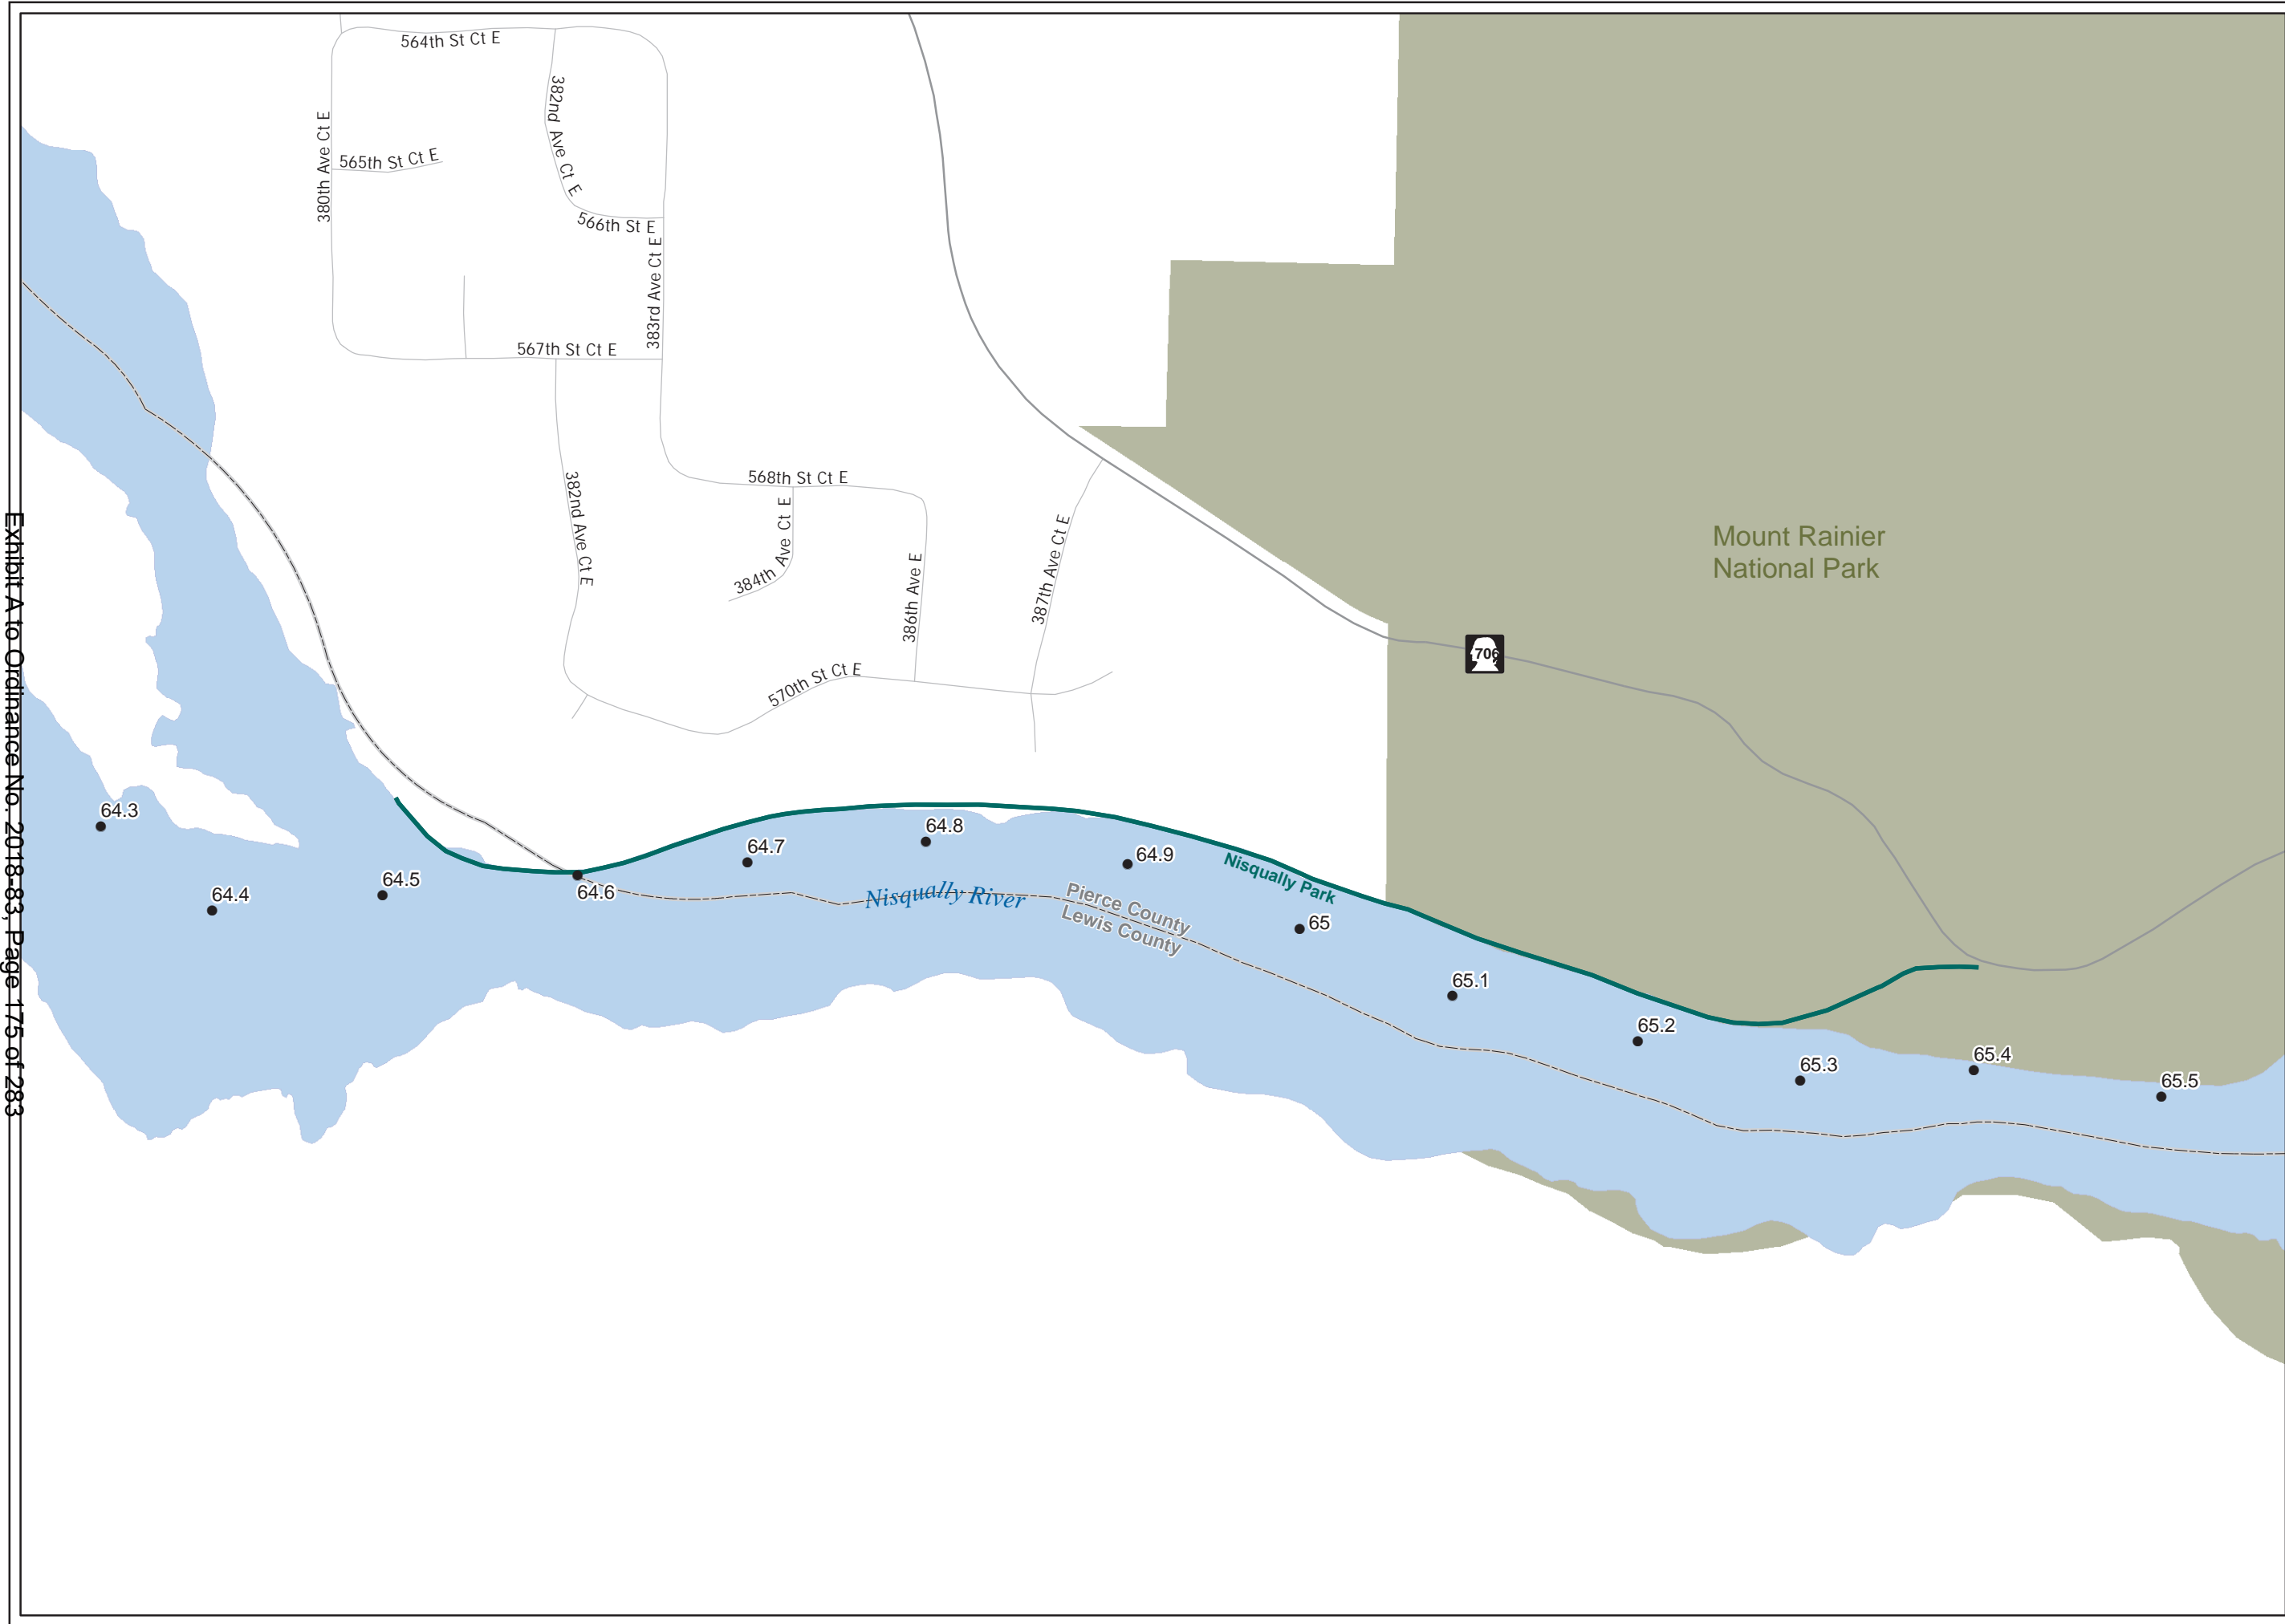 564th St Ct E
382nd Ave Ct E
380th Ave Ct E
565th St Ct E
566th St E
383rd Ave Ct E
567th St Ct E
568th St Ct E
382nd Ave Ct E
384th Ave Ct E
386th Ave E
387th Ave Ct E
570th St Ct E
Mount Rainier
National Park
706
64.3
64.4
64.5
64.6
64.7
64.8
64.9
65
65.1
65.2
65.3
65.4
65.5
Nisqually Park
Nisqually River
Pierce County
Lewis County
Exhibit A to Ordinance No. 2018-83, Page 175 of 283